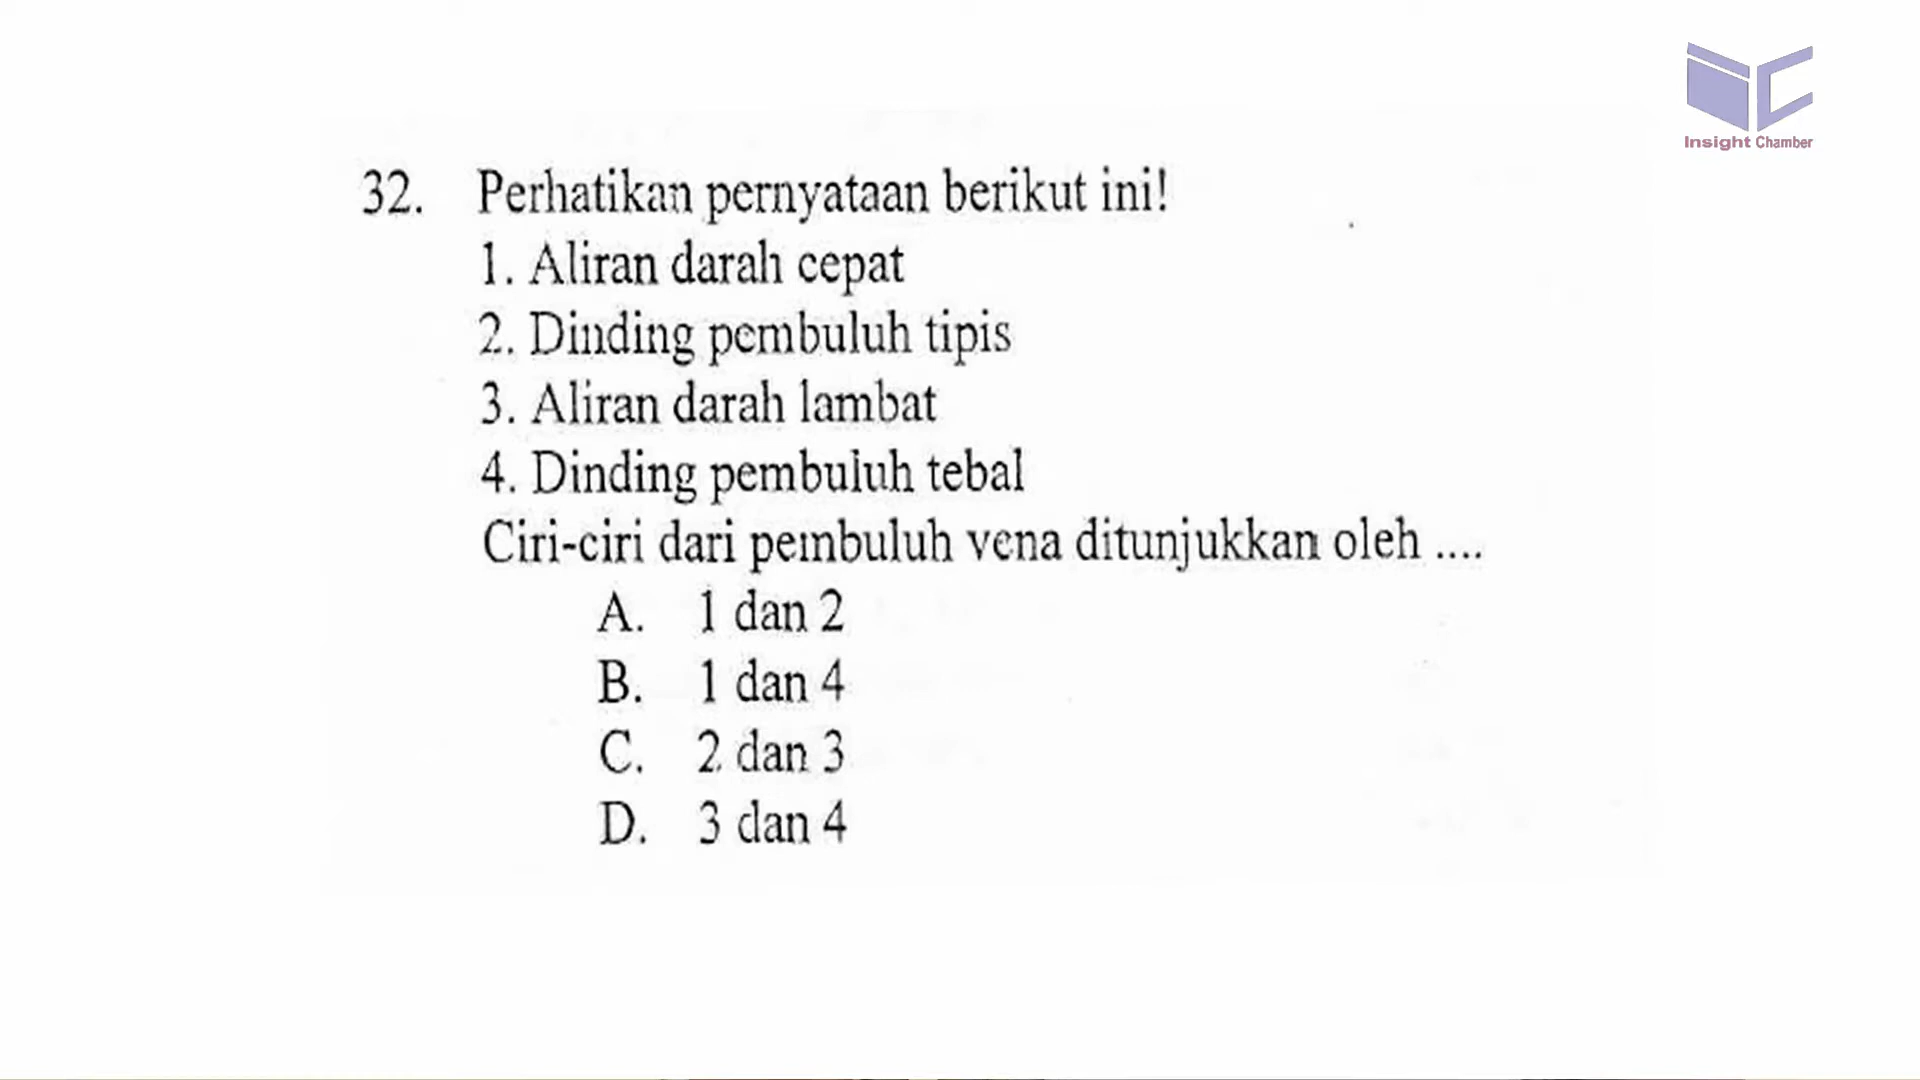 Insight Chamber
32. Perhatikan pernyataan berikut ini!
1. Aliran darah cepat
2. Dinding pembuluh tipis
3. Aliran darah lambat
4. Dinding pembuluh tebal
Ciri-ciri dari pembuluh vena ditunjukkan oleh ....
A. 1 dan 2
B. 1 dan 4
C. 2 dan 3
D. 3 dan 4